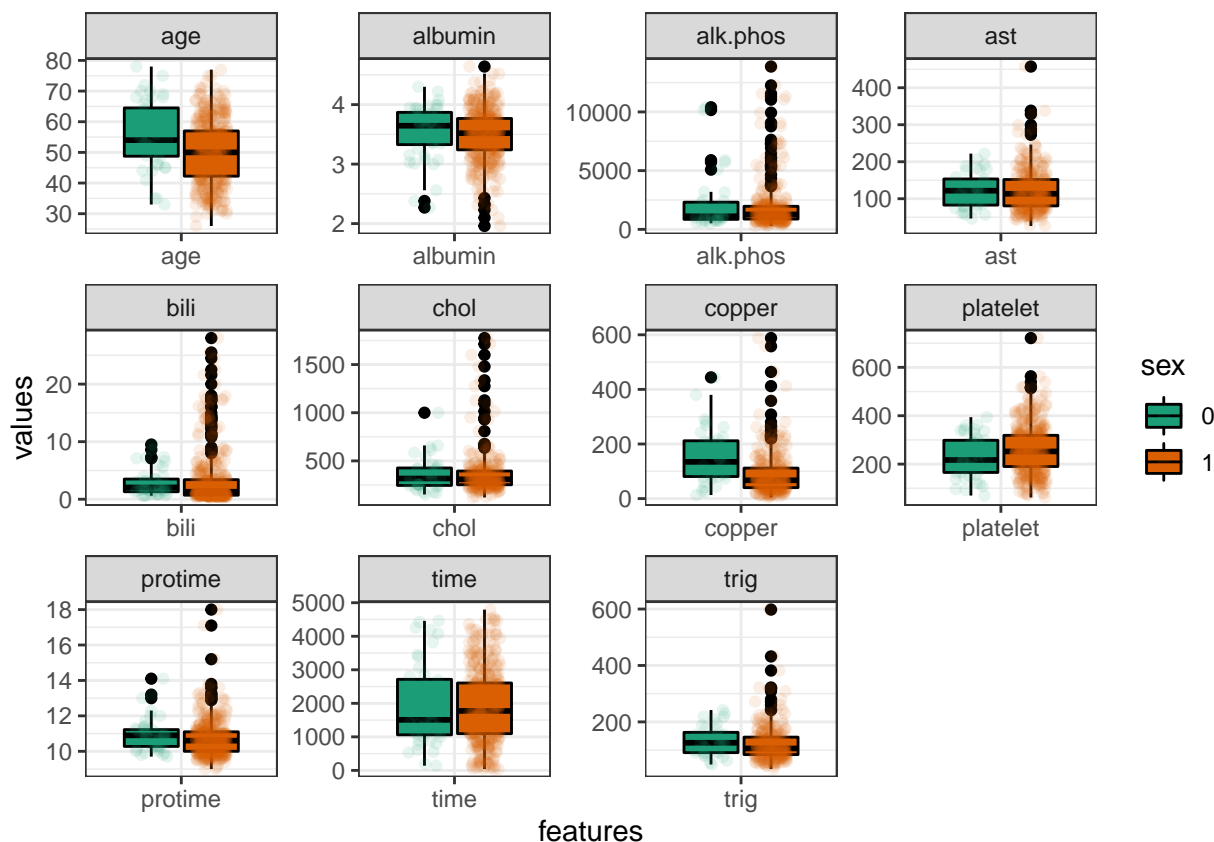 age
albumin
alk.phos
ast
80
70
60
50
40
30
4
3
2
10000
5000
0
400
300
200
100
age
albumin
alk.phos
ast
bili
chol
copper
platelet
20
10
0
1500
1000
500
600
400
200
0
600
400
200
bili
chol
copper
platelet
protime
time
trig
18
16
14
12
10
5000
4000
3000
2000
1000
0
600
400
200
protime
time
trig
values
features
sex
0
1